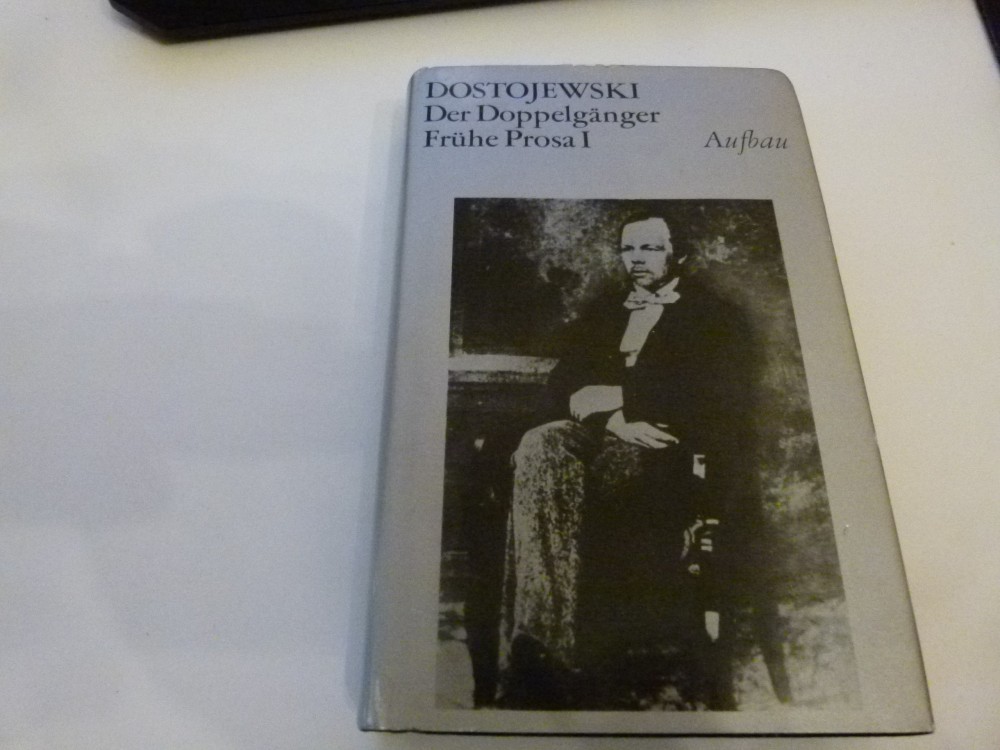 DOSTOJEWSKI
Der Doppelgänger
Frühe Prosa I
Aufbau